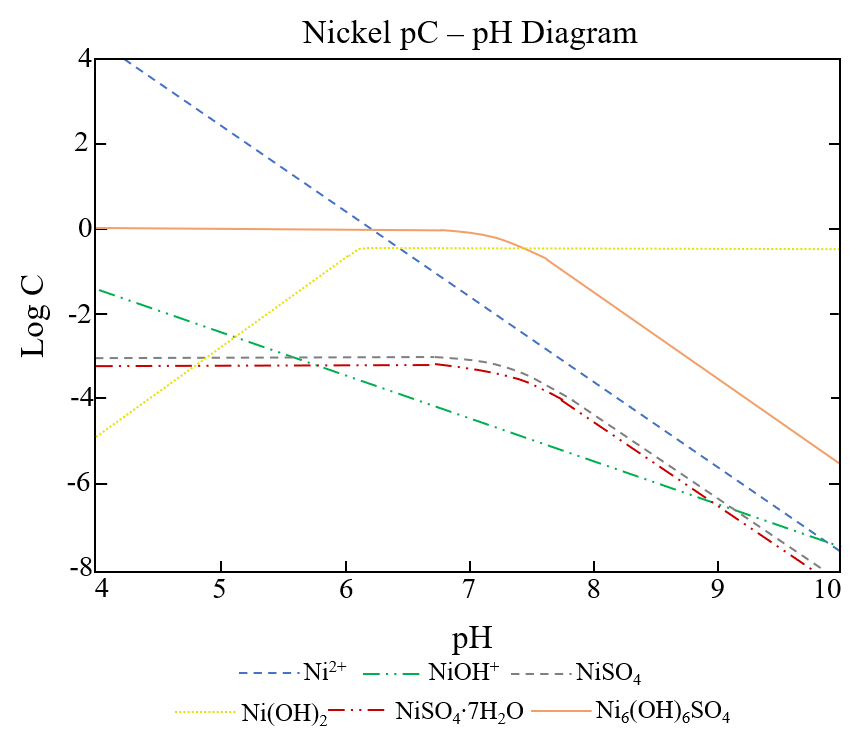 Nickel pC – pH Diagram
4
2
0
-2
-4
-6
-8
Log C
4 5 6 7 8 9 10
pH
Ni²⁺ NiOH⁺ NiSO₄
Ni(OH)₂ NiSO₄·7H₂O Ni₆(OH)₆SO₄